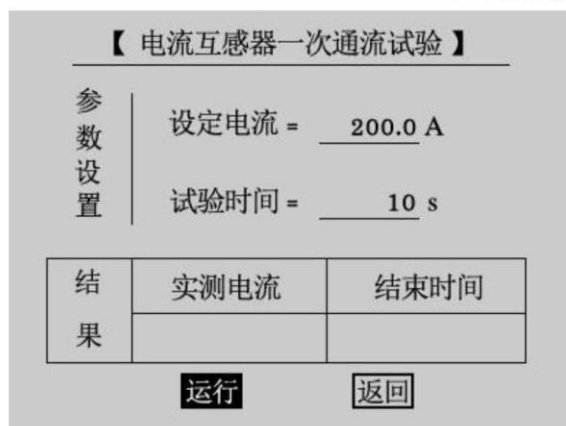 【 电流互感器一次通流试验 】
参数设置
设定电流 = 200.0 A
试验时间 = 10 s
结果
实测电流 结束时间
运行 返回